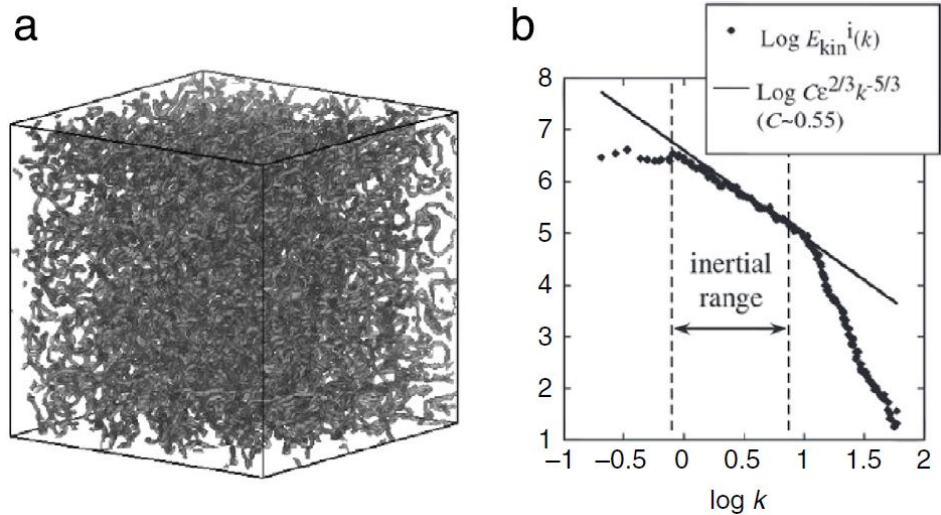 a
b
Log E_kin^i(k)
Log Cε^2/3 k^-5/3
(C~0.55)
8
7
6
5
4
3
2
1
inertial
range
−1 −0.5 0 0.5 1 1.5 2
log k